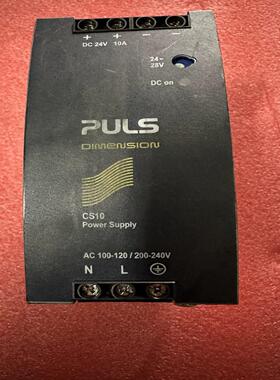 + + − −
DC 24V 10A
24–
28V
DC on
PULS
DIMENSION
CS10
Power Supply
AC 100-120 / 200-240V
N L